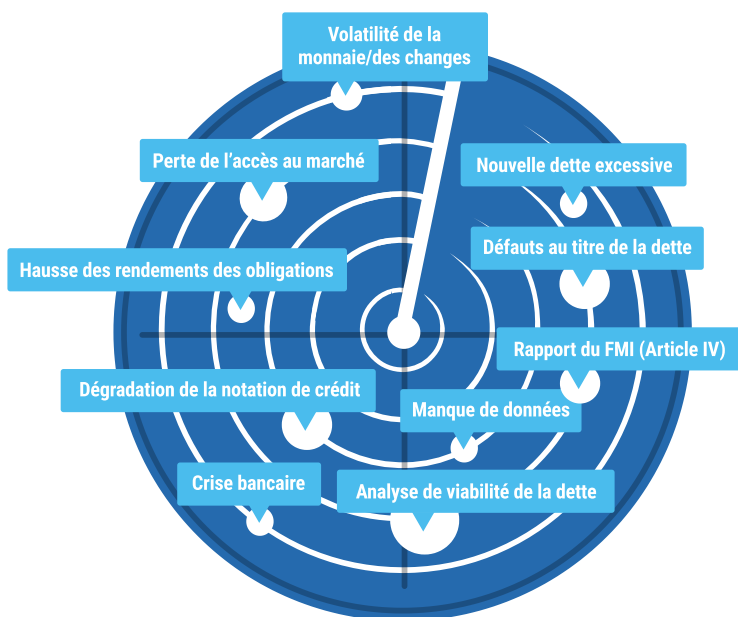 Volatilité de la
monnaie/des changes
Perte de l'accès au marché
Nouvelle dette excessive
Défauts au titre de la dette
Hausse des rendements des obligations
Rapport du FMI (Article IV)
Dégradation de la notation de crédit
Manque de données
Crise bancaire
Analyse de viabilité de la dette